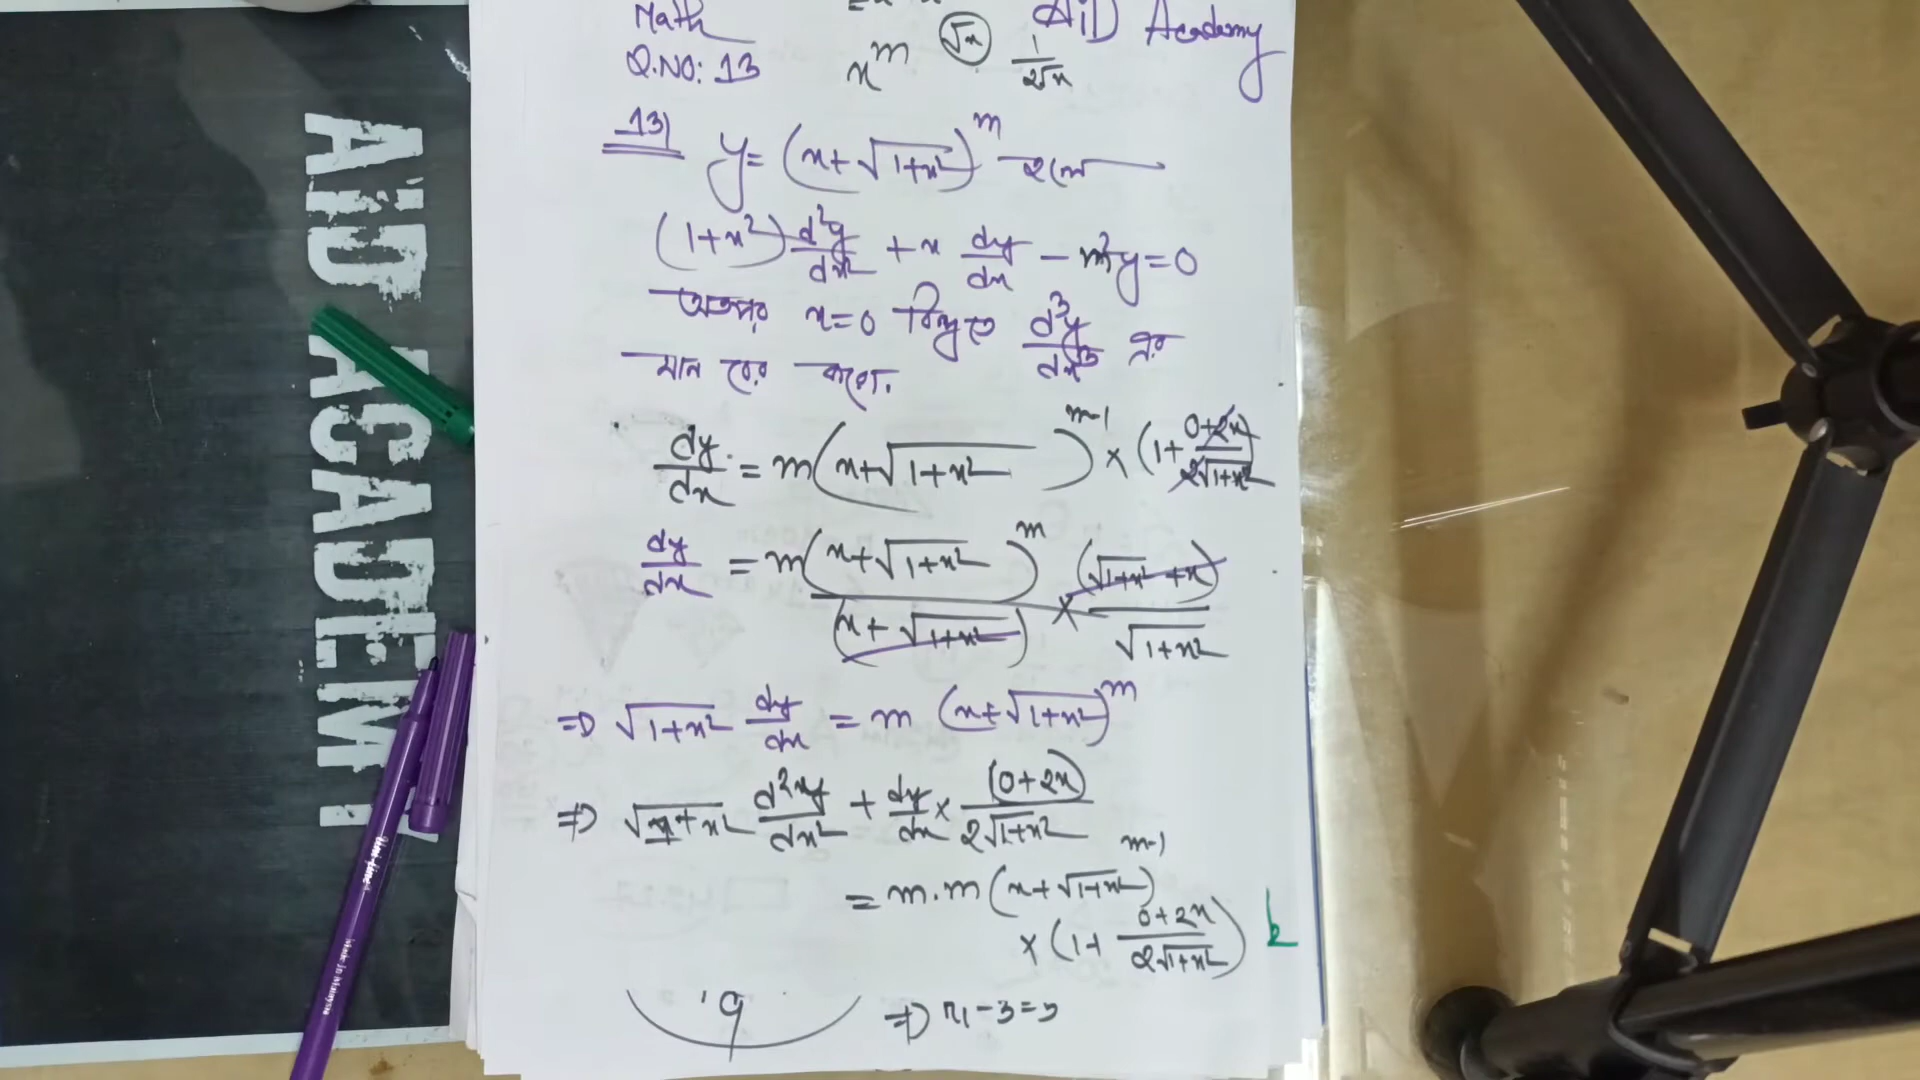 Math
Q.NO: 13
x^m √x 1/2√x
AiD Academy
13) y = (x+√1+x²)^m হলে
(1+x²) d²y/dx² + x dy/dx - m²y = 0
অতঃপর x=0 বিন্দুতে d³y/dx³ এর
মান বের করো.
dy/dx = m(x+√1+x²)^m-1 × (1+ 0+2x/2√1+x²)
dy/dx = m(x+√1+x²)^m/(x+√1+x²) × (√1+x²+x)/√1+x²
⇒ √1+x² dy/dx = m (x+√1+x²)^m
⇒ √1+x² d²y/dx² + dy/dx × (0+2x)/2√1+x²
= m.m(x+√1+x²)^m-1
× (1+ 0+2x/2√1+x²)
AID ACADEMY
Made in Malaysia